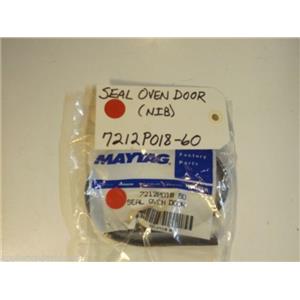 SEAL OVEN DOOR
(NIB)
7212P018-60
MAYTAG
Factory
Parts
7212P018 60
SEAL OVEN DOOR